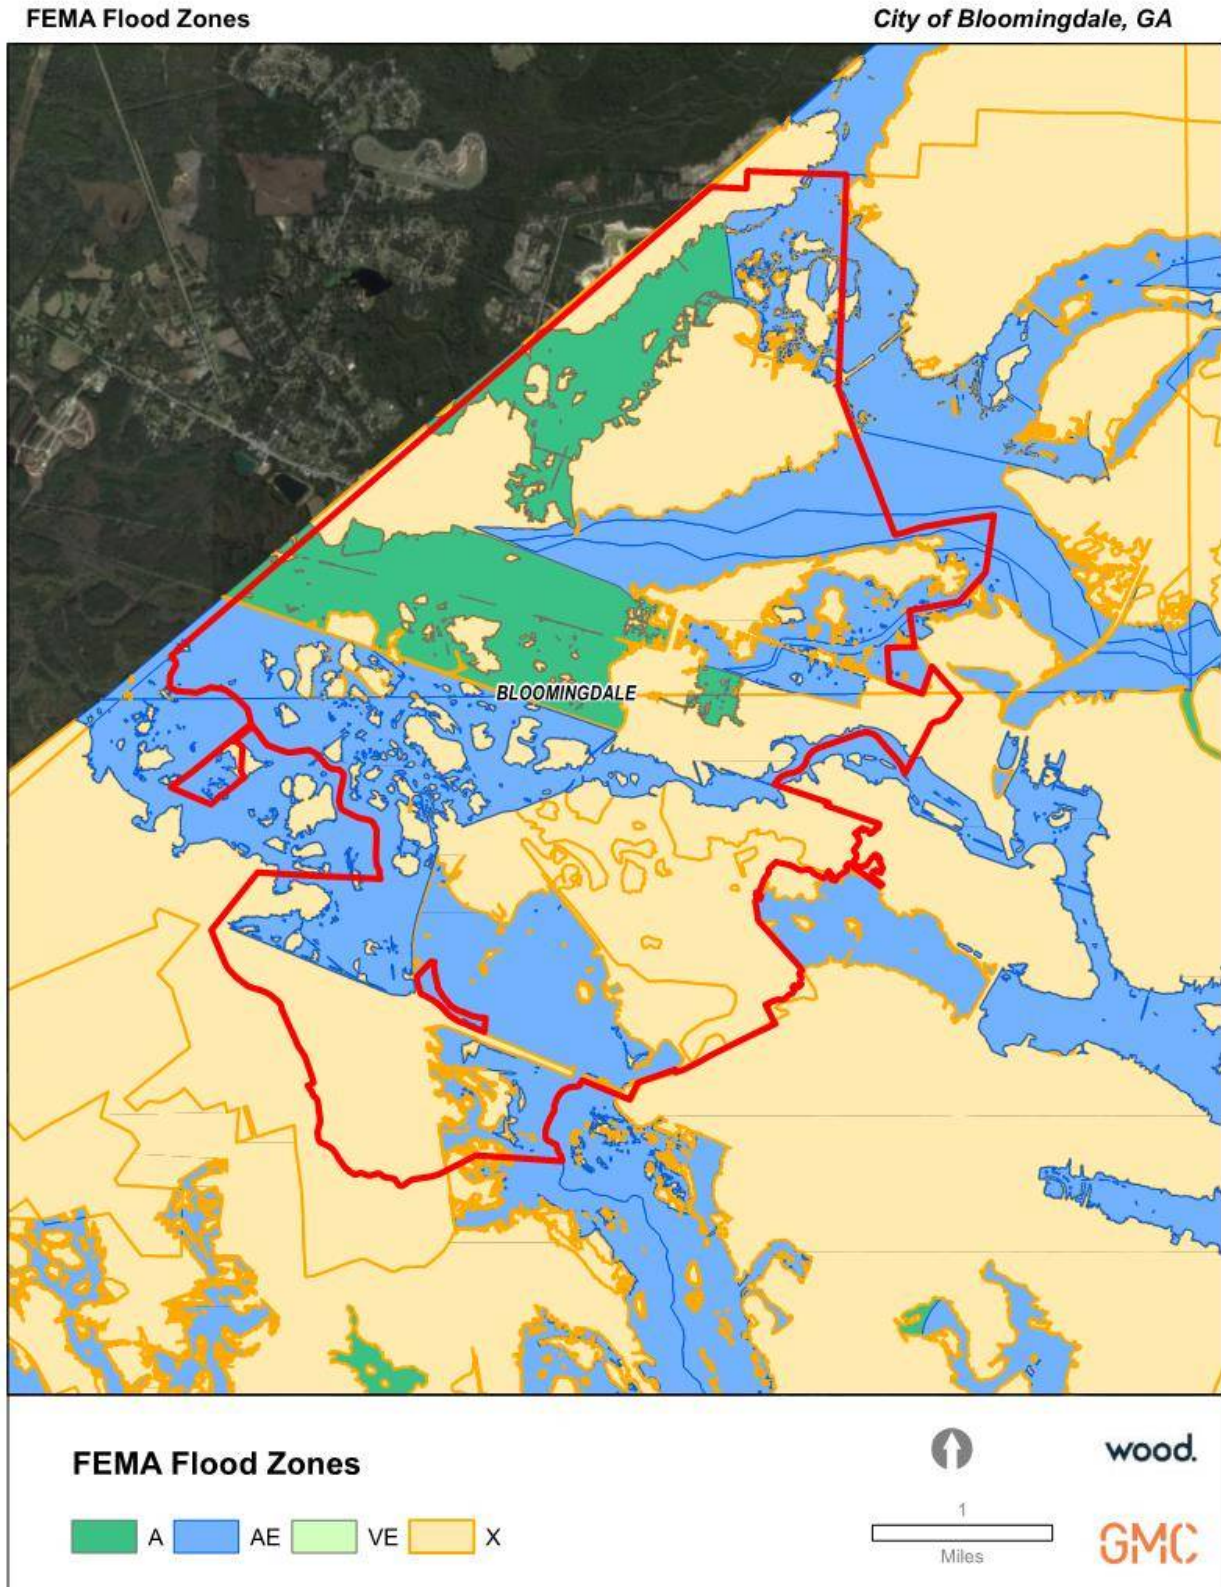 FEMA Flood Zones
City of Bloomingdale, GA
BLOOMINGDALE
FEMA Flood Zones
A
AE
VE
X
1
Miles
wood.
GMC